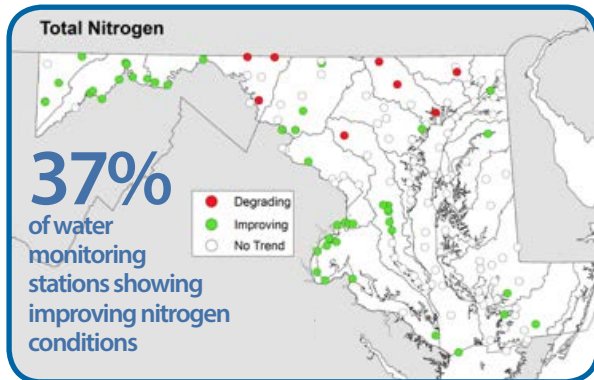 Total Nitrogen
37%
of water
monitoring
stations showing
improving nitrogen
conditions
Degrading
Improving
No Trend